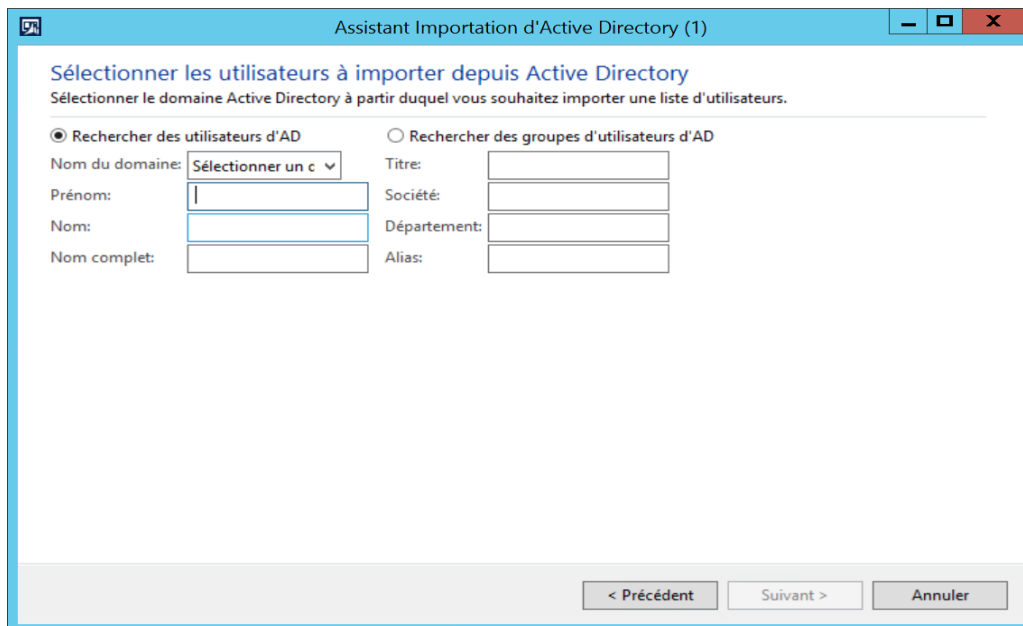 Assistant Importation d'Active Directory (1)
Sélectionner les utilisateurs à importer depuis Active Directory
Sélectionner le domaine Active Directory à partir duquel vous souhaitez importer une liste d'utilisateurs.
Rechercher des utilisateurs d'AD Rechercher des groupes d'utilisateurs d'AD
Nom du domaine: Sélectionner un c Titre:
Prénom: Société:
Nom: Département:
Nom complet: Alias:
< Précédent Suivant > Annuler